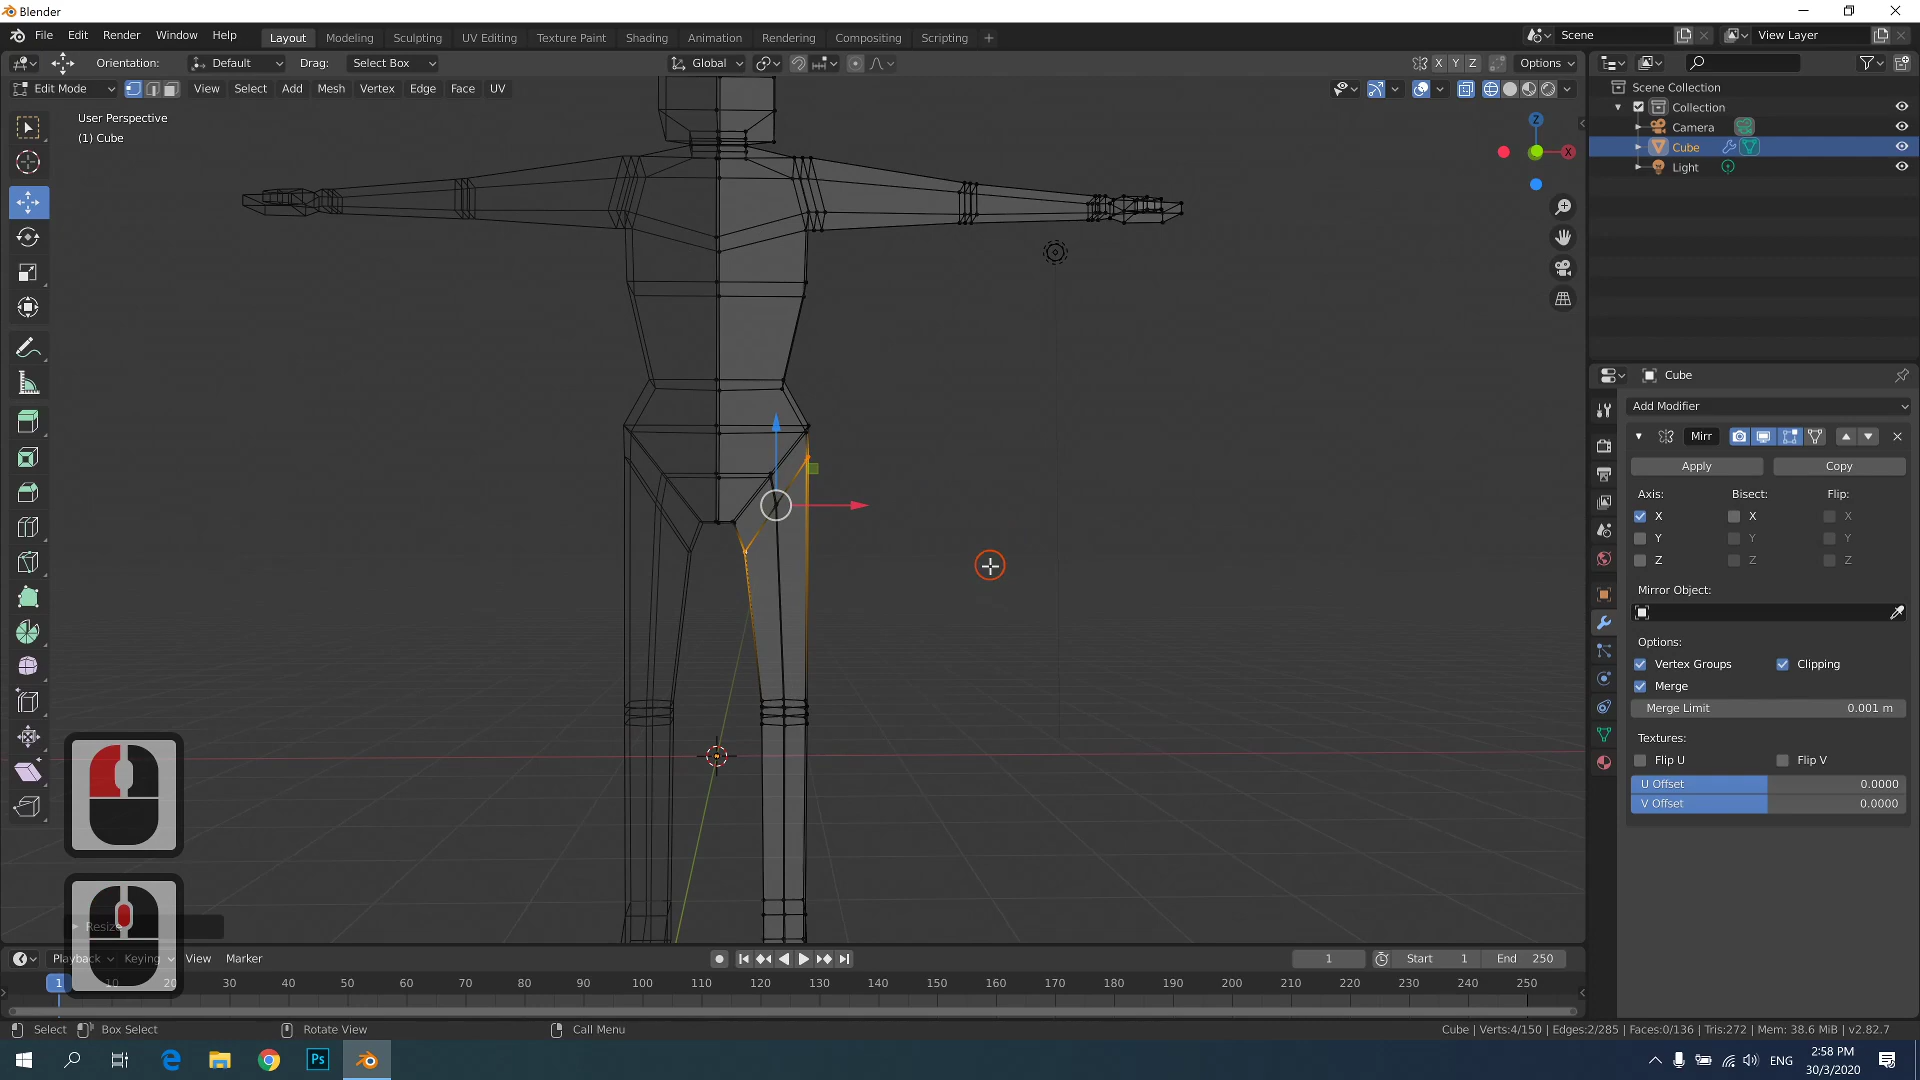 Blender
File Edit Render Window Help Layout Modeling Sculpting UV Editing Texture Paint Shading Animation Rendering Compositing Scripting + Scene View Layer
Orientation: Default Drag: Select Box Global X Y Z Options
Edit Mode View Select Add Mesh Vertex Edge Face UV
User Perspective
(1) Cube
Z
X
Scene Collection
Collection
Camera
Cube
Light
Cube
Add Modifier
Mirr
Apply Copy
Axis: Bisect: Flip:
X X X
Y Y Y
Z Z Z
Mirror Object:
Options:
Vertex Groups Clipping
Merge
Merge Limit 0.001 m
Textures:
Flip U Flip V
U Offset 0.0000
V Offset 0.0000
Resize
Playback Keying View Marker 1 Start 1 End 250
1 10 20 30 40 50 60 70 80 90 100 110 120 130 140 150 160 170 180 190 200 210 220 230 240 250
Select Box Select Rotate View Call Menu Cube | Verts:4/150 | Edges:2/285 | Faces:0/136 | Tris:272 | Mem: 38.6 MiB | v2.82.7
Ps ENG 2:58 PM
30/3/2020